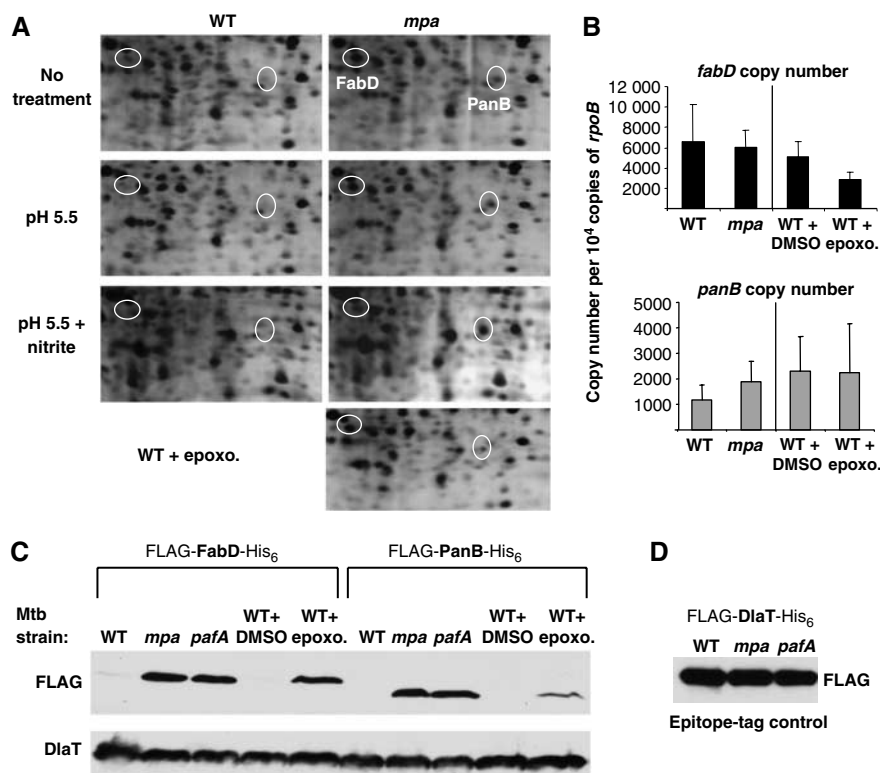 A
WT
mpa
No treatment
FabD
PanB
pH 5.5
pH 5.5 + nitrite
WT + epoxo.
B
Copy number per 10⁴ copies of rpoB
fabD copy number
12 000
10 000
8000
6000
4000
2000
WT
mpa
WT + DMSO
WT + epoxo.
panB copy number
5000
4000
3000
2000
1000
WT
mpa
WT + DMSO
WT + epoxo.
C
FLAG-FabD-His₆
FLAG-PanB-His₆
Mtb strain:
WT mpa pafA WT+ DMSO WT+ epoxo. WT mpa pafA WT+ DMSO WT+ epoxo.
FLAG
DlaT
D
FLAG-DlaT-His₆
WT mpa pafA
FLAG
Epitope-tag control